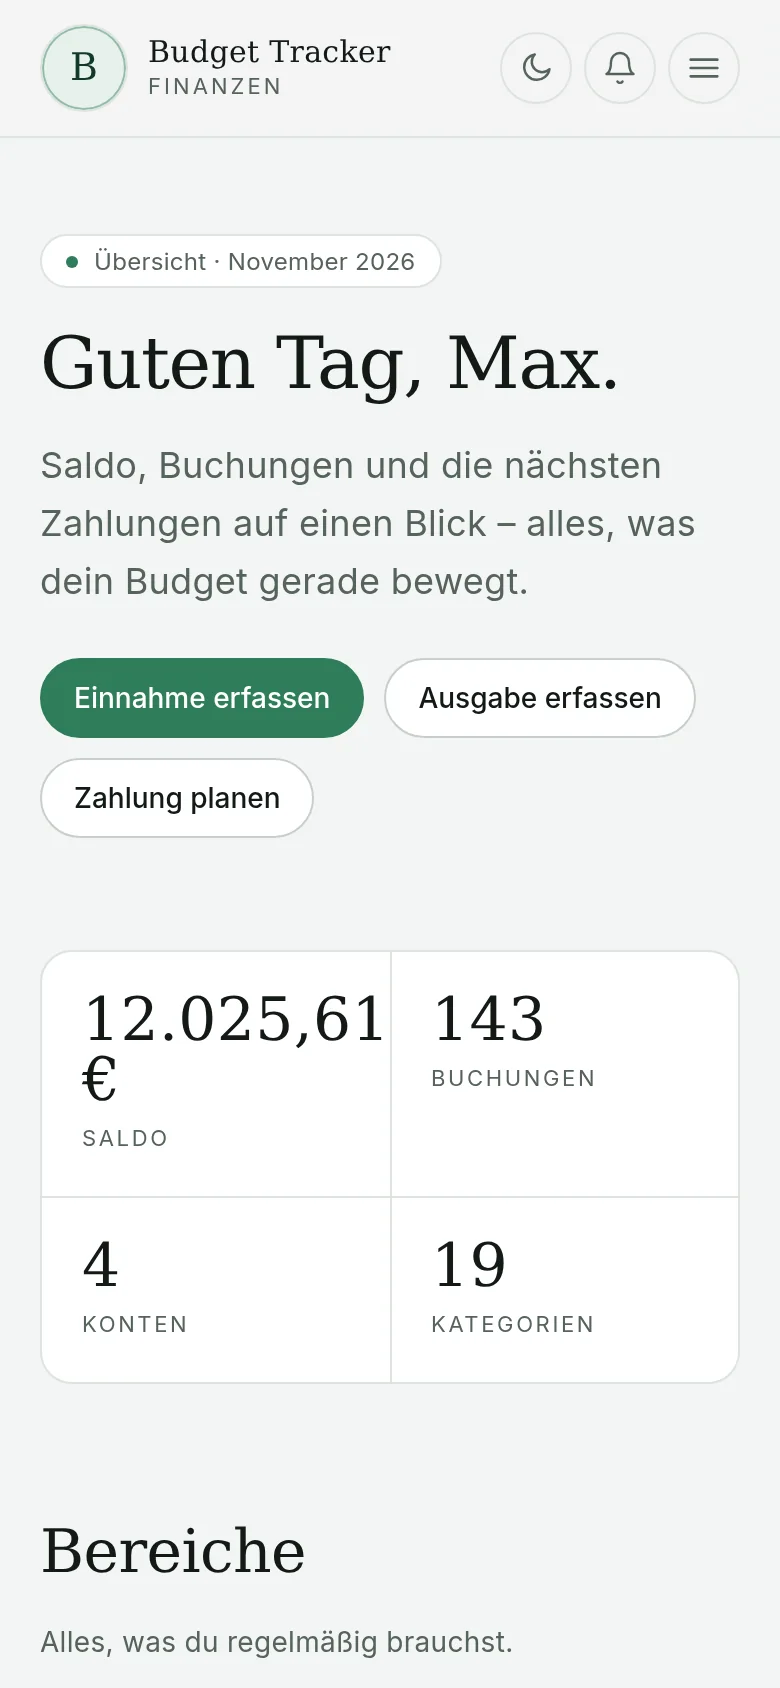 B
Budget Tracker
FINANZEN
Übersicht · November 2026
Guten Tag, Max.
Saldo, Buchungen und die nächsten
Zahlungen auf einen Blick – alles, was
dein Budget gerade bewegt.
Einnahme erfassen
Ausgabe erfassen
Zahlung planen
12.025,61
€
SALDO
143
BUCHUNGEN
4
KONTEN
19
KATEGORIEN
Bereiche
Alles, was du regelmäßig brauchst.